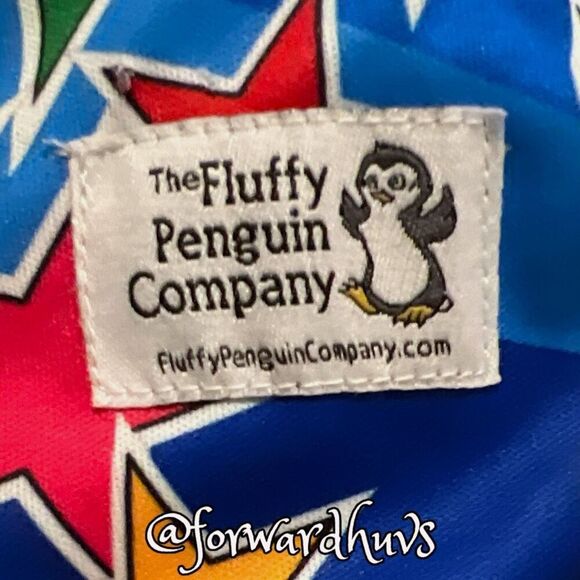 The Fluffy
Penguin
Company
FluffyPenguinCompany.com
@forwardhuvs